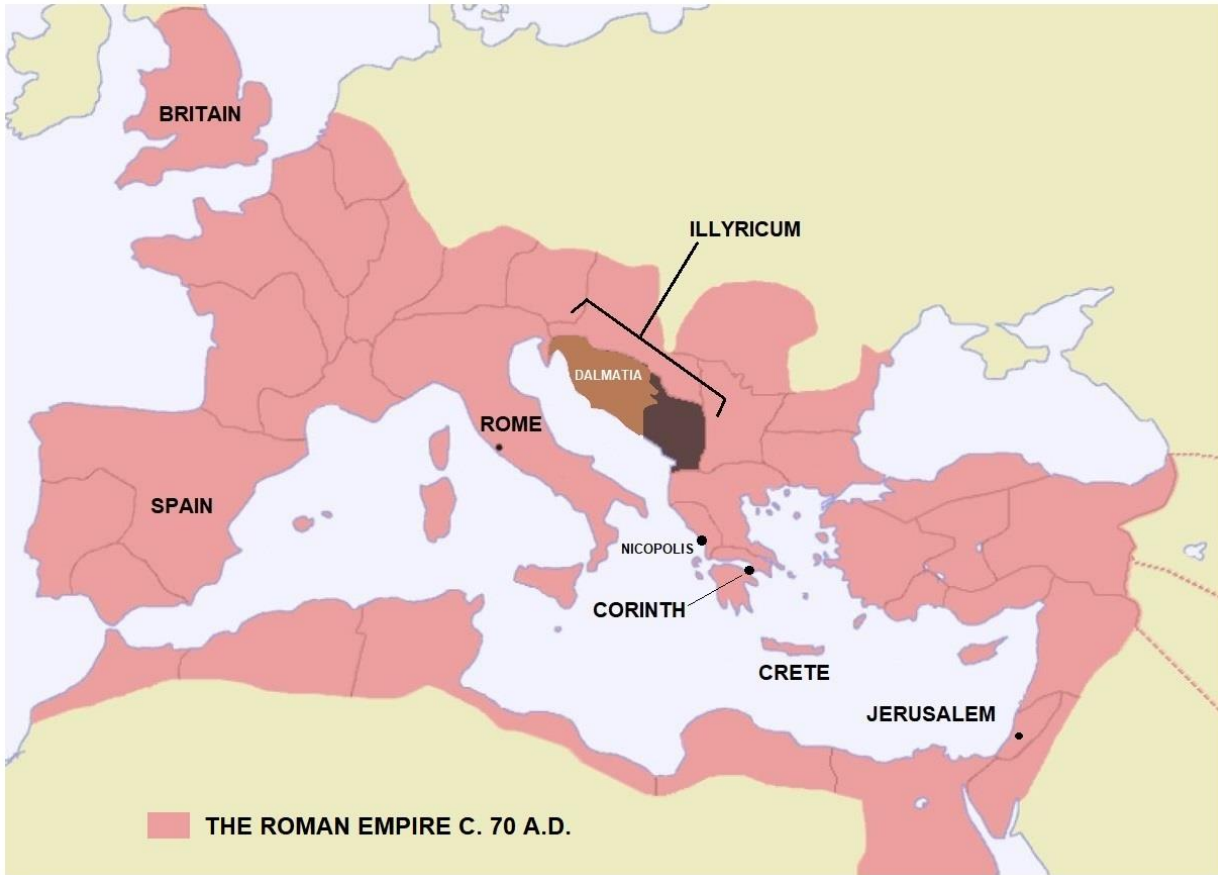 BRITAIN
ILLYRICUM
DALMATIA
ROME
SPAIN
NICOPOLIS
CORINTH
CRETE
JERUSALEM
THE ROMAN EMPIRE C. 70 A.D.